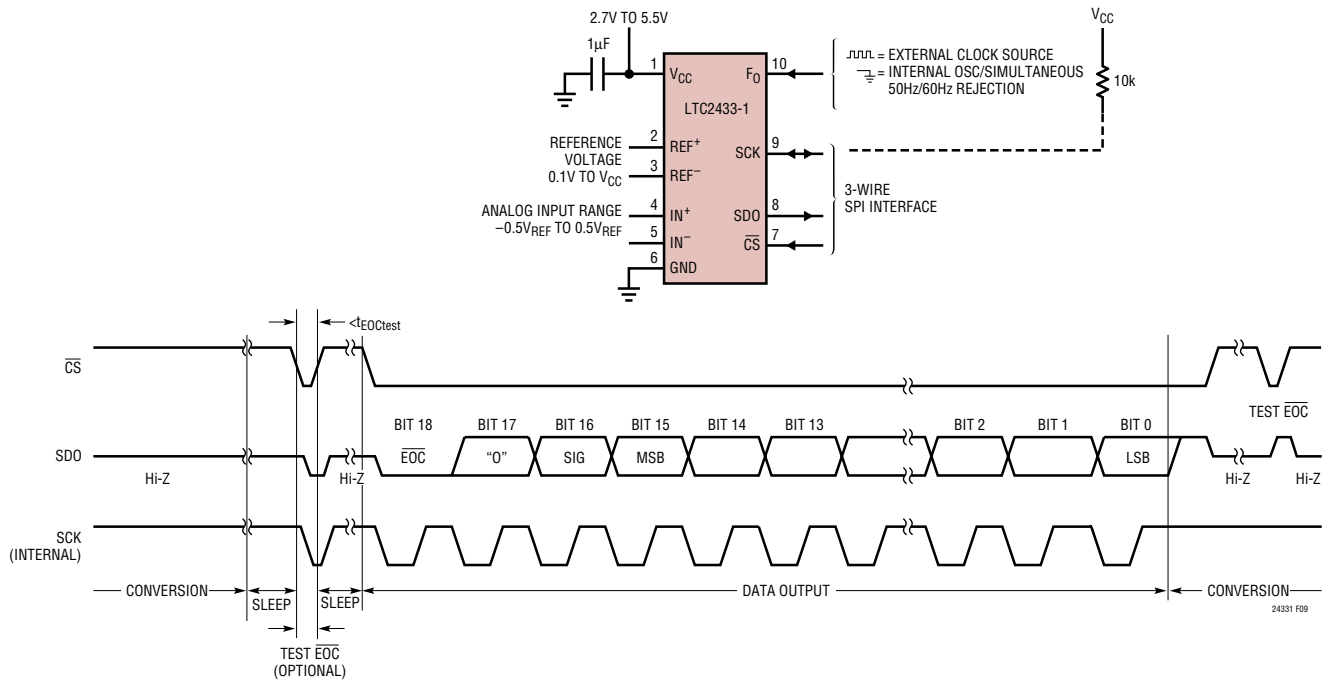 2.7V TO 5.5V
1µF
VCC
= EXTERNAL CLOCK SOURCE
= INTERNAL OSC/SIMULTANEOUS
50Hz/60Hz REJECTION
10k
1
VCC
FO
10
LTC2433-1
REFERENCE
VOLTAGE
0.1V TO VCC
2
REF+
3
REF–
SCK
9
3-WIRE
SPI INTERFACE
ANALOG INPUT RANGE
–0.5VREF TO 0.5VREF
4
IN+
5
IN–
SDO
8
CS
7
6
GND
<tEOCtest
CS
TEST EOC
BIT 18
BIT 17
BIT 16
BIT 15
BIT 14
BIT 13
BIT 2
BIT 1
BIT 0
SDO
EOC
"O"
SIG
MSB
LSB
Hi-Z
Hi-Z
Hi-Z
Hi-Z
SCK
(INTERNAL)
CONVERSION
SLEEP
SLEEP
DATA OUTPUT
CONVERSION
24331 F09
TEST EOC
(OPTIONAL)